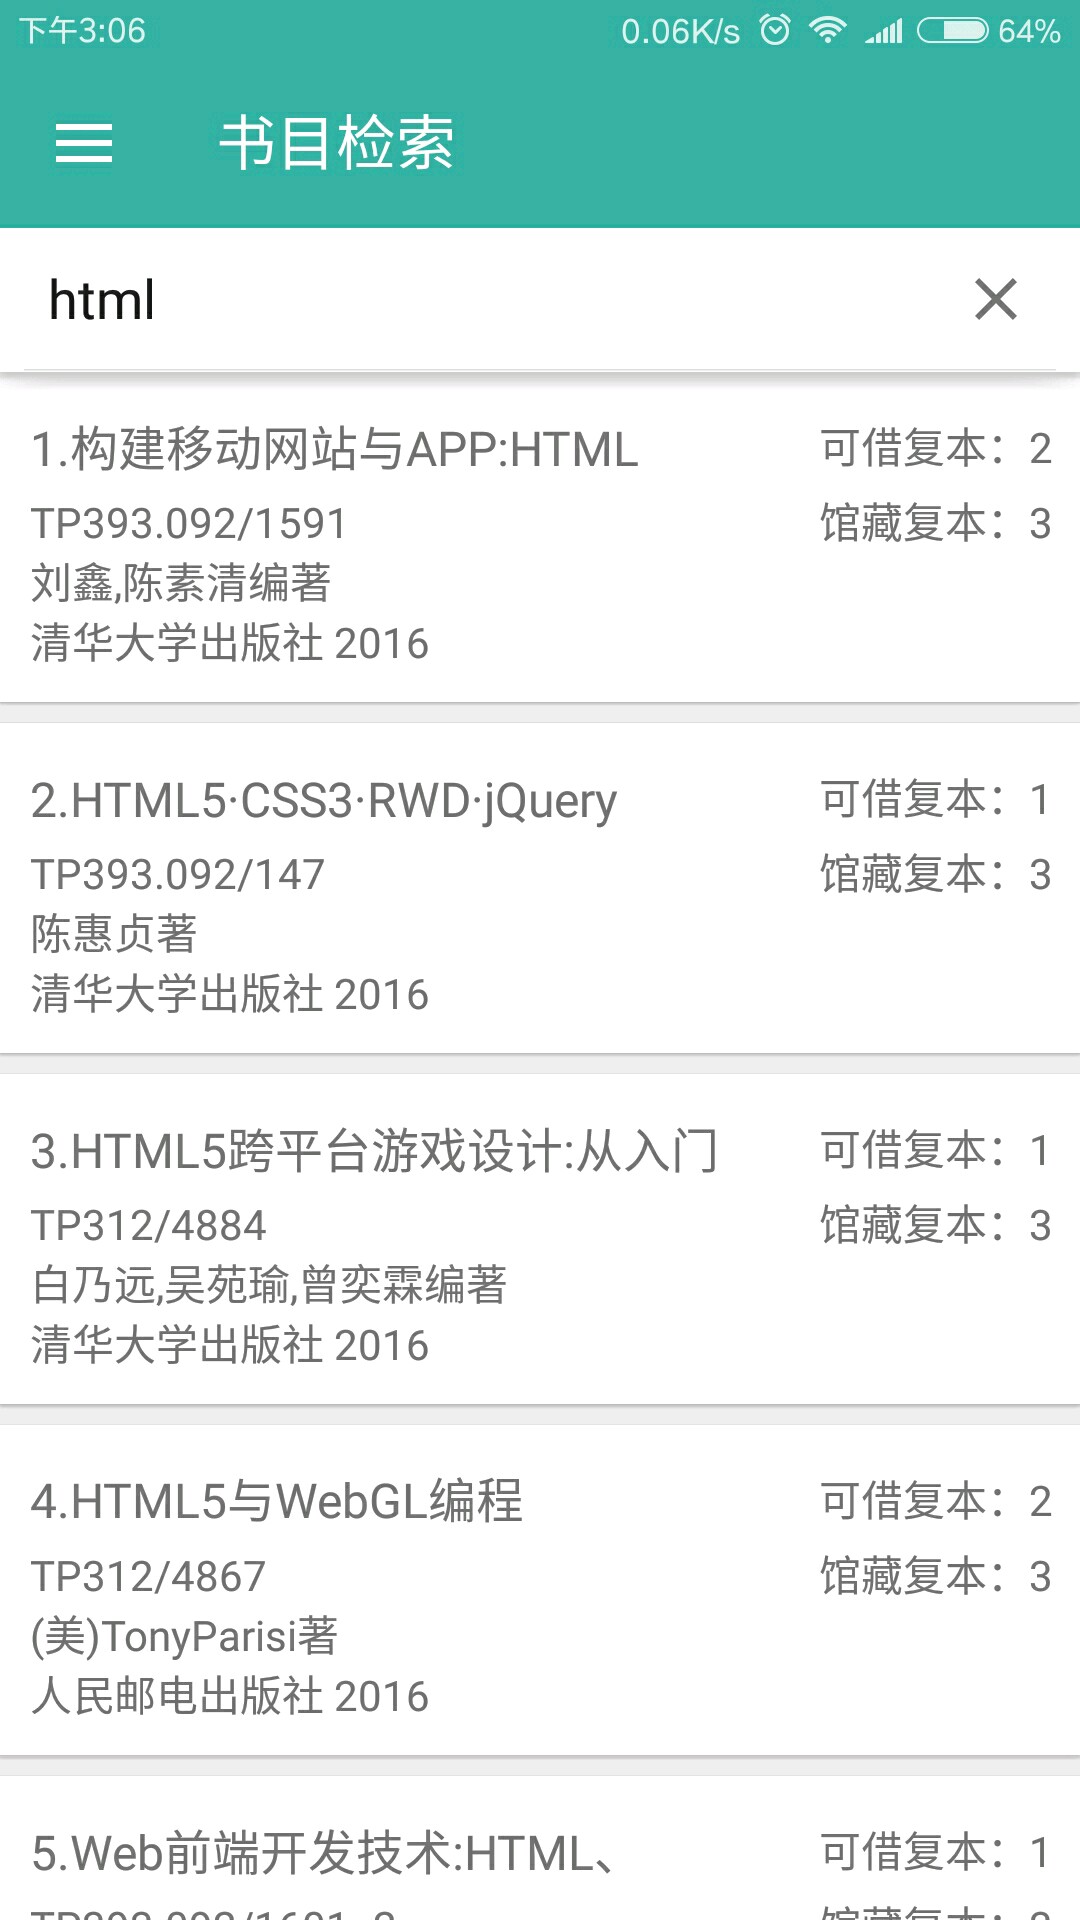 下午3:06 0.06K/s 64%
书目检索
html
1.构建移动网站与APP:HTML 可借复本：2
TP393.092/1591 馆藏复本：3
刘鑫,陈素清编著
清华大学出版社 2016
2.HTML5·CSS3·RWD·jQuery 可借复本：1
TP393.092/147 馆藏复本：3
陈惠贞著
清华大学出版社 2016
3.HTML5跨平台游戏设计:从入门 可借复本：1
TP312/4884 馆藏复本：3
白乃远,吴苑瑜,曾奕霖编著
清华大学出版社 2016
4.HTML5与WebGL编程 可借复本：2
TP312/4867 馆藏复本：3
(美)TonyParisi著
人民邮电出版社 2016
5.Web前端开发技术:HTML、 可借复本：1